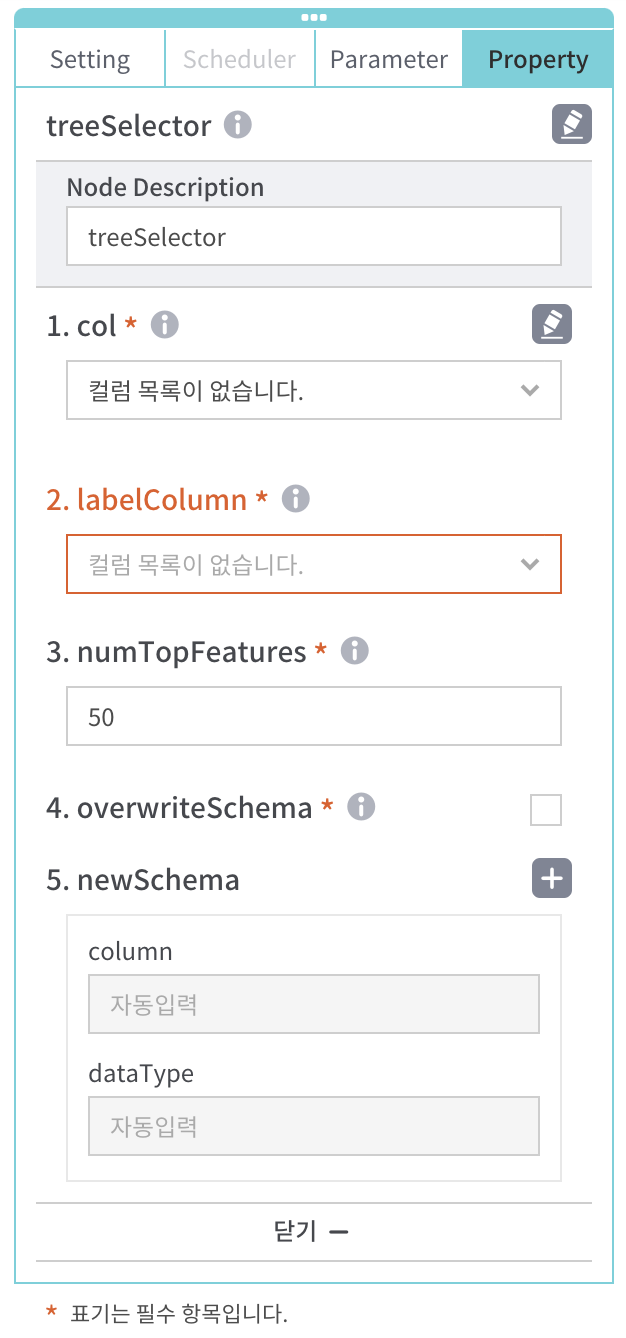 Setting Scheduler Parameter Property
treeSelector
Node Description
treeSelector
1. col *
컬럼 목록이 없습니다.
2. labelColumn *
컬럼 목록이 없습니다.
3. numTopFeatures *
50
4. overwriteSchema *
5. newSchema
column
자동입력
dataType
자동입력
닫기
* 표기는 필수 항목입니다.